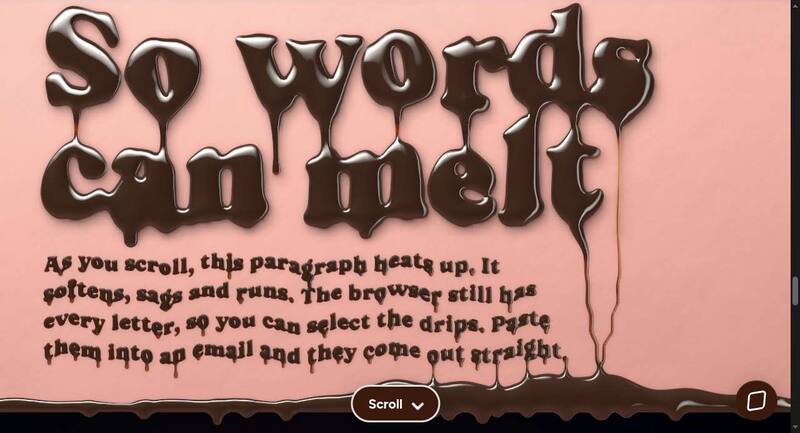 So words
can melt
As you scroll, this paragraph heats up. It
softens, sags and runs. The browser still has
every letter, so you can select the drips. Paste
them into an email and they come out straight.
Scroll